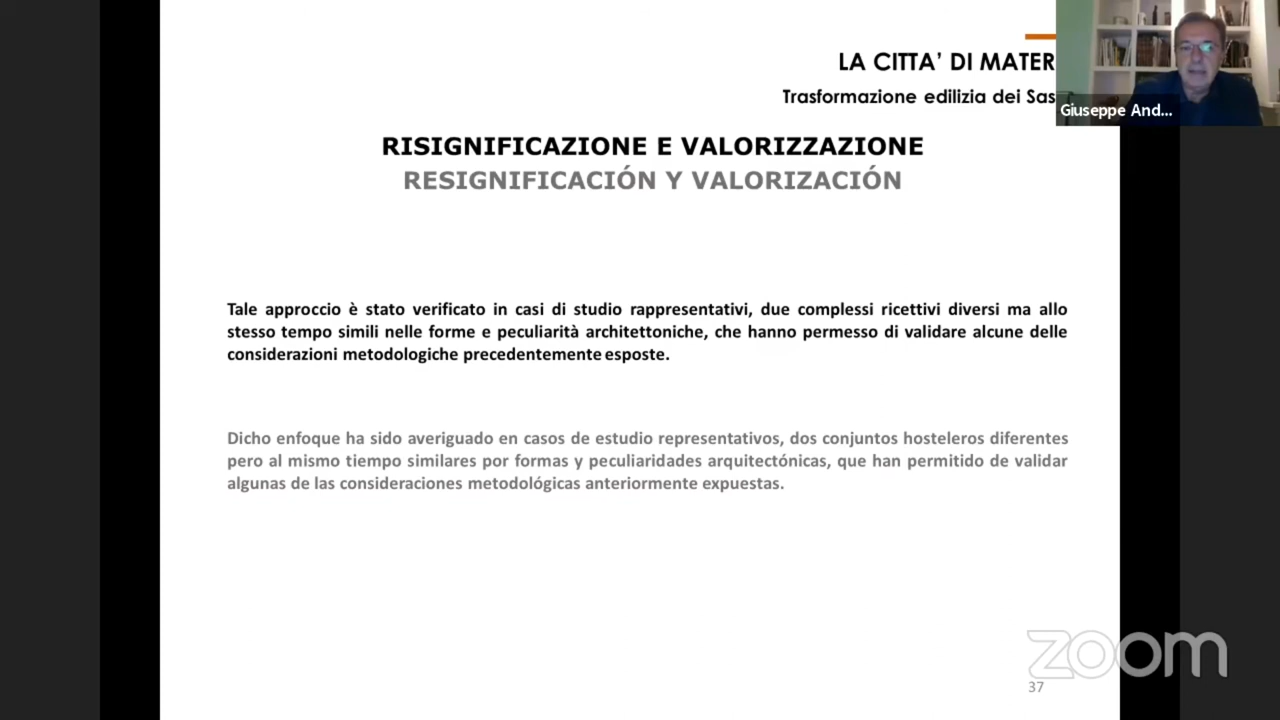 LA CITTA' DI MATER
Trasformazione edilizia dei Sas
Giuseppe And...
RISIGNIFICAZIONE E VALORIZZAZIONE
RESIGNIFICACIÓN Y VALORIZACIÓN
Tale approccio è stato verificato in casi di studio rappresentativi, due complessi ricettivi diversi ma allo
stesso tempo simili nelle forme e peculiarità architettoniche, che hanno permesso di validare alcune delle
considerazioni metodologiche precedentemente esposte.
Dicho enfoque ha sido averiguado en casos de estudio representativos, dos conjuntos hosteleros diferentes
pero al mismo tiempo similares por formas y peculiaridades arquitectónicas, que han permitido de validar
algunas de las consideraciones metodológicas anteriormente expuestas.
zoom
37